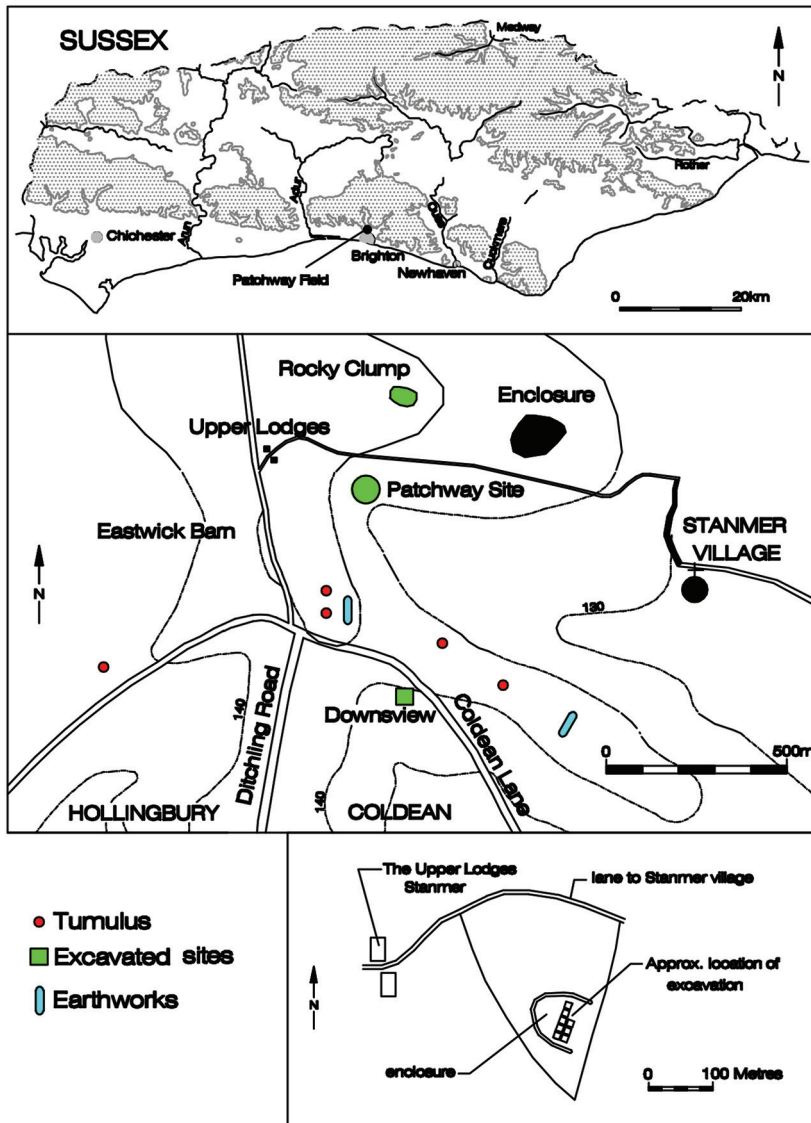 SUSSEX
Medway
N
Rother
Adur
Ouse
Cuckmere
Arun
Chichester
Brighton
Patchway Field
Newhaven
0 20km
Rocky Clump
Enclosure
Upper Lodges
Patchway Site
Eastwick Barn
STANMER
VILLAGE
N
130
Ditchling Road
Coldean Lane
Downsview
140
140
0 500m
HOLLINGBURY
COLDEAN
Tumulus
Excavated sites
Earthworks
The Upper Lodges
Stanmer
lane to Stanmer village
Approx. location of
excavation
N
enclosure
0 100 Metres